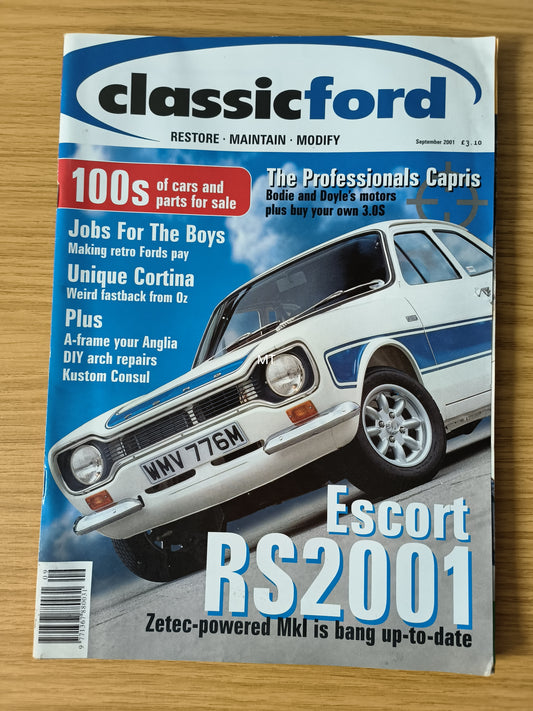 classicford
RESTORE · MAINTAIN · MODIFY
September 2001 £3.10
100s of cars and parts for sale
The Professionals Capris
Bodie and Doyle's motors
plus buy your own 3.0S
Jobs For The Boys
Making retro Fords pay
Unique Cortina
Weird fastback from Oz
Plus
A-frame your Anglia
DIY arch repairs
Kustom Consul
MT
FORD
WMV 776M
Escort
RS2001
Zetec-powered MkI is bang up-to-date
09